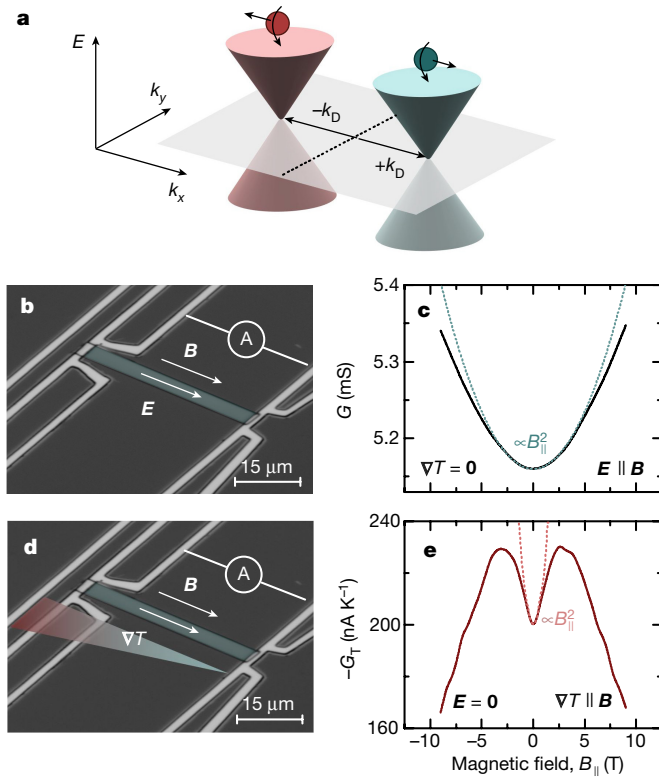 a
E
k_y
k_x
–k_D
+k_D
b
B
E
A
15 μm
c
5.4
5.3
5.2
G (mS)
∝B_∥^2
∇T = 0
E ∥ B
d
B
A
∇T
15 μm
e
240
200
160
–G_T (nA K^–1)
∝B_∥^2
E = 0
∇T ∥ B
–10 –5 0 5 10
Magnetic field, B_∥ (T)